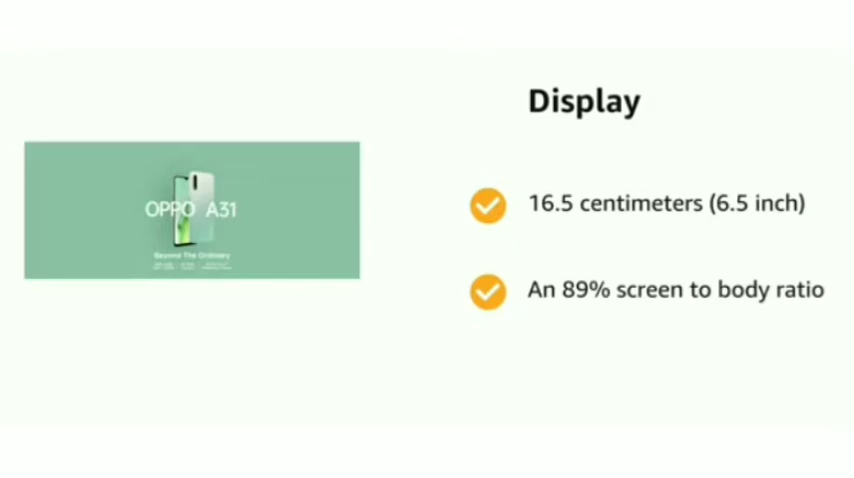 Display
OPPO A31
Beyond The Ordinary
16.5 centimeters (6.5 inch)
An 89% screen to body ratio